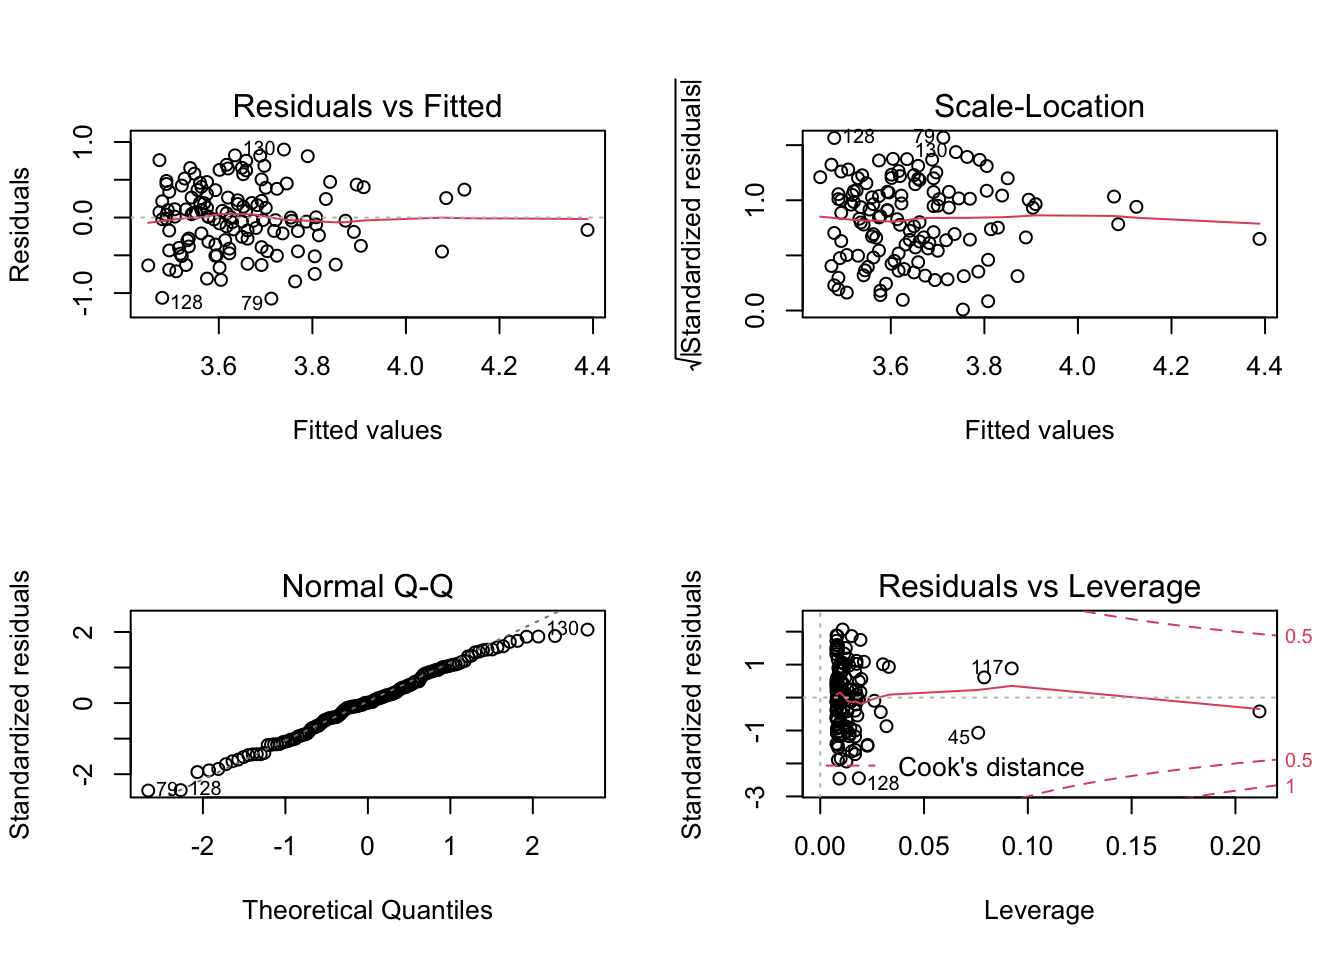 Residuals vs Fitted
Residuals
1.0
0.0
-1.0
130
128
79
3.6 3.8 4.0 4.2 4.4
Fitted values
Scale-Location
√|Standardized residuals|
1.0
0.0
128
79
130
3.6 3.8 4.0 4.2 4.4
Fitted values
Normal Q-Q
Standardized residuals
2
0
-2
130
79
128
-2 -1 0 1 2
Theoretical Quantiles
Residuals vs Leverage
Standardized residuals
1
-1
-3
117
45
128
Cook's distance
0.5
0.5
1
0.00 0.05 0.10 0.15 0.20
Leverage